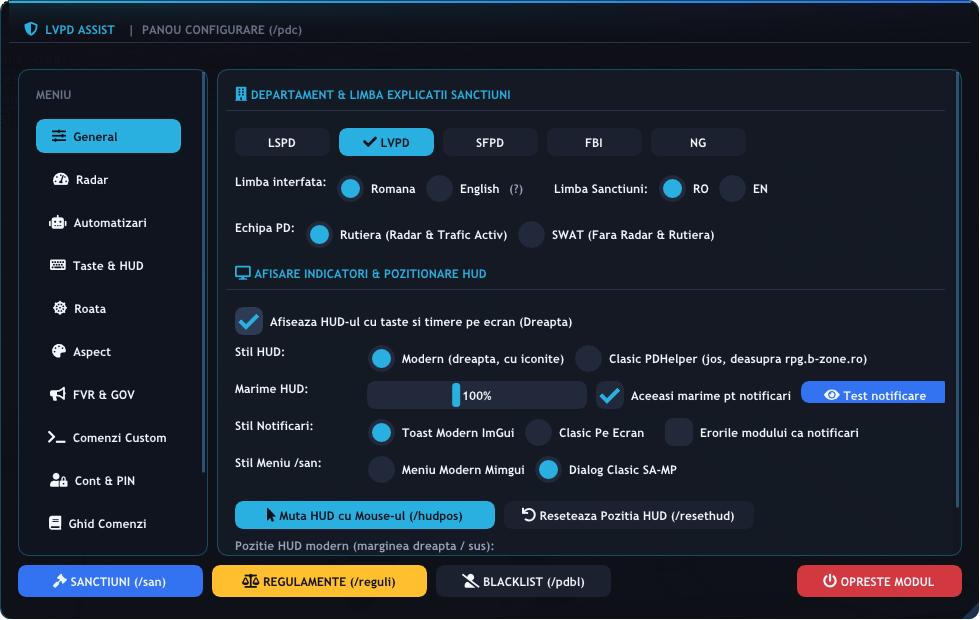 LVPD ASSIST | PANOU CONFIGURARE (/pdc)
MENIU
General
Radar
Automatizari
Taste & HUD
Roata
Aspect
FVR & GOV
Comenzi Custom
Cont & PIN
Ghid Comenzi
DEPARTAMENT & LIMBA EXPLICATII SANCTIUNI
LSPD LVPD SFPD FBI NG
Limba interfata: Romana English (?) Limba Sanctiuni: RO EN
Echipa PD: Rutiera (Radar & Trafic Activ) SWAT (Fara Radar & Rutiera)
AFISARE INDICATORI & POZITIONARE HUD
Afiseaza HUD-ul cu taste si timere pe ecran (Dreapta)
Stil HUD: Modern (dreapta, cu iconite) Clasic PDHelper (jos, deasupra rpg.b-zone.ro)
Marime HUD: 100% Aceeasi marime pt notificari Test notificare
Stil Notificari: Toast Modern ImGui Clasic Pe Ecran Erorile modului ca notificari
Stil Meniu /san: Meniu Modern Mimgui Dialog Clasic SA-MP
Muta HUD cu Mouse-ul (/hudpos) Reseteaza Pozitia HUD (/resethud)
Pozitie HUD modern (marginea dreapta / sus):
SANCTIUNI (/san) REGULAMENTE (/reguli) BLACKLIST (/pdbl) OPRESTE MODUL